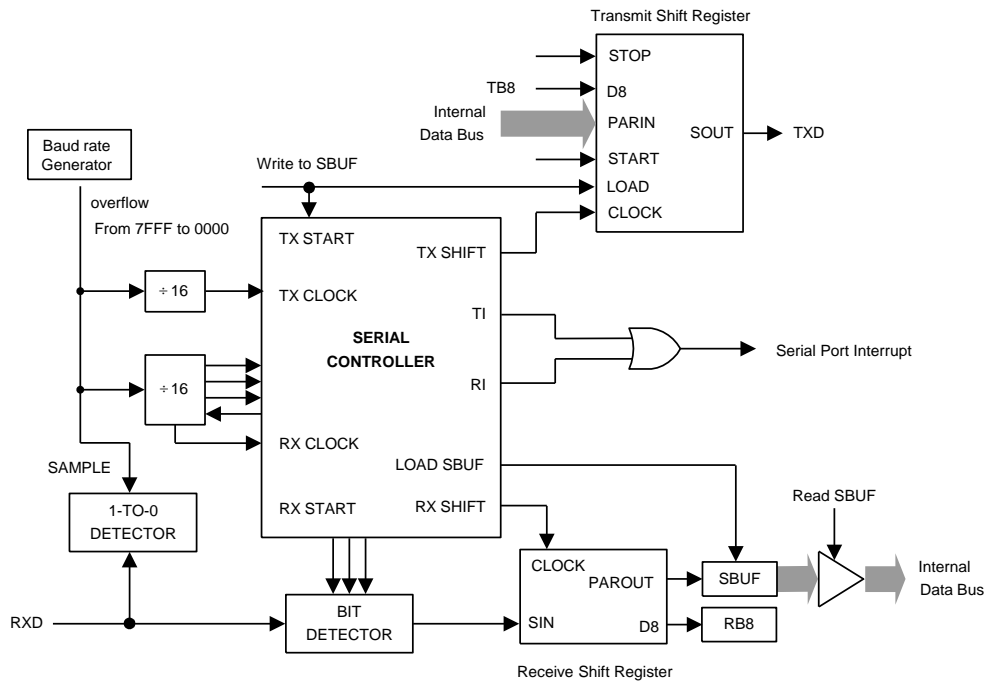 Transmit Shift Register
STOP
TB8
D8
Internal
Data Bus
PARIN
SOUT
TXD
START
LOAD
CLOCK
Baud rate
Generator
Write to SBUF
overflow
From 7FFF to 0000
TX START
TX SHIFT
÷16
TX CLOCK
TI
SERIAL
CONTROLLER
Serial Port Interrupt
÷16
RI
RX CLOCK
SAMPLE
LOAD SBUF
1-TO-0
DETECTOR
RX START
RX SHIFT
Read SBUF
CLOCK
PAROUT
SBUF
Internal
Data Bus
RXD
BIT
DETECTOR
SIN
D8
RB8
Receive Shift Register